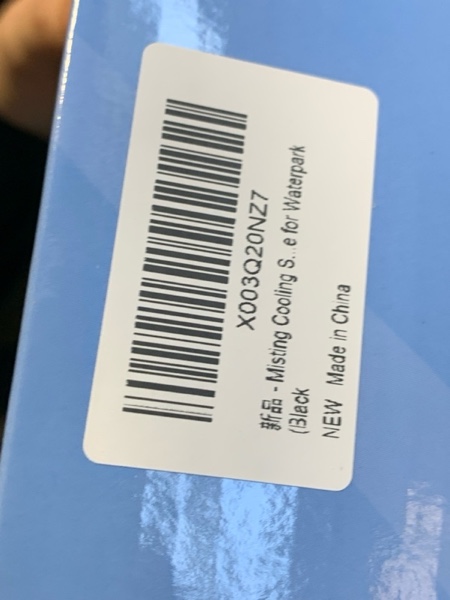 X003Q20NZ7
新品 - Misting Cooling S...e for Waterpark
(Black
NEW Made in China